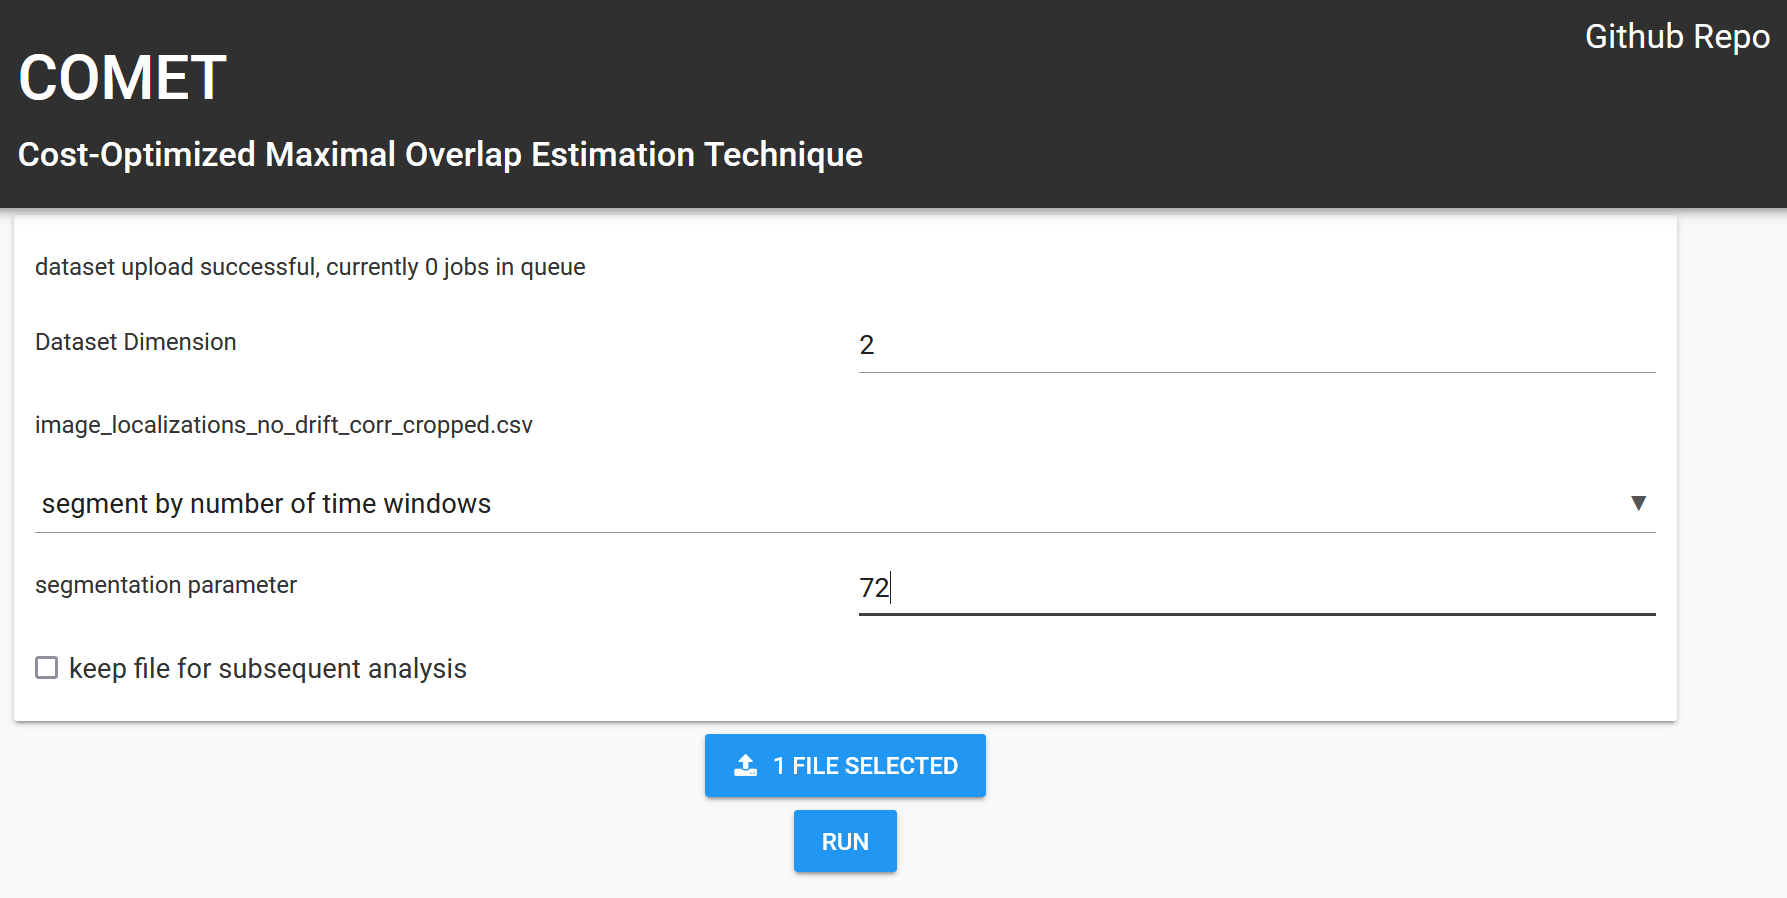 Github Repo
COMET
Cost-Optimized Maximal Overlap Estimation Technique
dataset upload successful, currently 0 jobs in queue
Dataset Dimension
2
image_localizations_no_drift_corr_cropped.csv
segment by number of time windows
segmentation parameter
72
keep file for subsequent analysis
1 FILE SELECTED
RUN